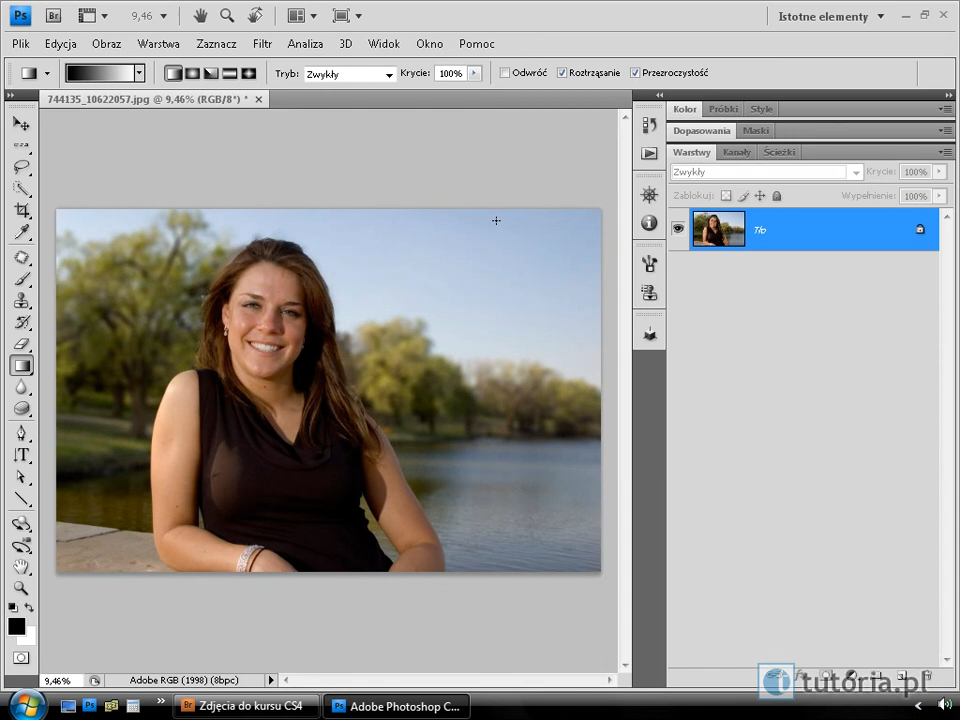 Ps Br 9,46 Istotne elementy
Plik Edycja Obraz Warstwa Zaznacz Filtr Analiza 3D Widok Okno Pomoc
Tryb: Zwykły Krycie: 100% Odwróć Roztrząsanie Przezroczystość
744135_10622057.jpg @ 9,46% (RGB/8*) *
Kolor Próbki Style
Dopasowania Maski
Warstwy Kanały Ścieżki
Zwykły Krycie: 100%
Zablokuj: Wypełnienie: 100%
Tło
T
9,46% Adobe RGB (1998) (8bpc)
tutoria.pl
Ps Br Zdjęcia do kursu CS4 Ps Adobe Photoshop C...